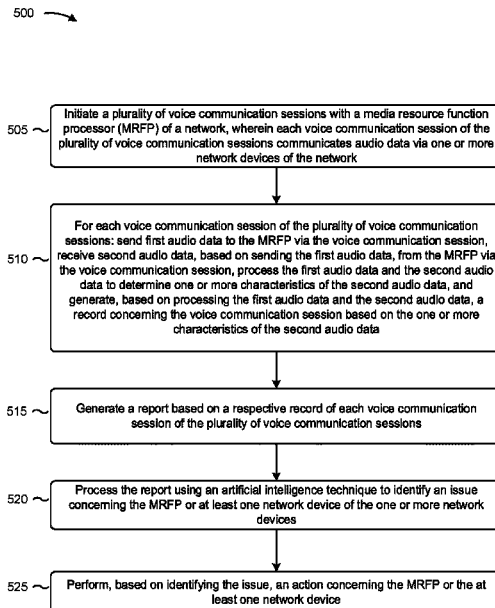 500
505
Initiate a plurality of voice communication sessions with a media resource function
processor (MRFP) of a network, wherein each voice communication session of the
plurality of voice communication sessions communicates audio data via one or more
network devices of the network
510
For each voice communication session of the plurality of voice communication
sessions: send first audio data to the MRFP via the voice communication session,
receive second audio data, based on sending the first audio data, from the MRFP via
the voice communication session, process the first audio data and the second audio
data to determine one or more characteristics of the second audio data, and
generate, based on processing the first audio data and the second audio data, a
record concerning the voice communication session based on the one or more
characteristics of the second audio data
515
Generate a report based on a respective record of each voice communication
session of the plurality of voice communication sessions
520
Process the report using an artificial intelligence technique to identify an issue
concerning the MRFP or at least one network device of the one or more network
devices
525
Perform, based on identifying the issue, an action concerning the MRFP or the at
least one network device